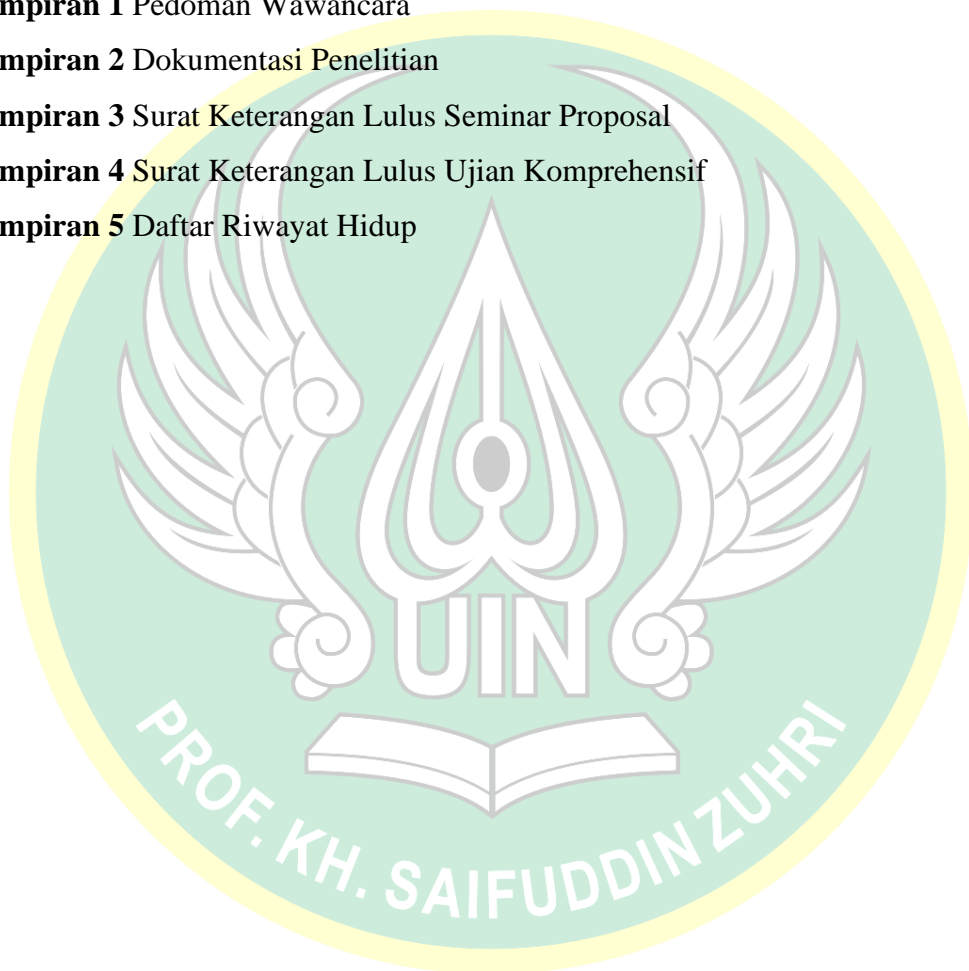 mpiran 1 Pedoman Wawancara
mpiran 2 Dokumentasi Penelitian
mpiran 3 Surat Keterangan Lulus Seminar Proposal
mpiran 4 Surat Keterangan Lulus Ujian Komprehensif
mpiran 5 Daftar Riwayat Hidup
UIN
PROF. KH. SAIFUDDIN ZUHRI